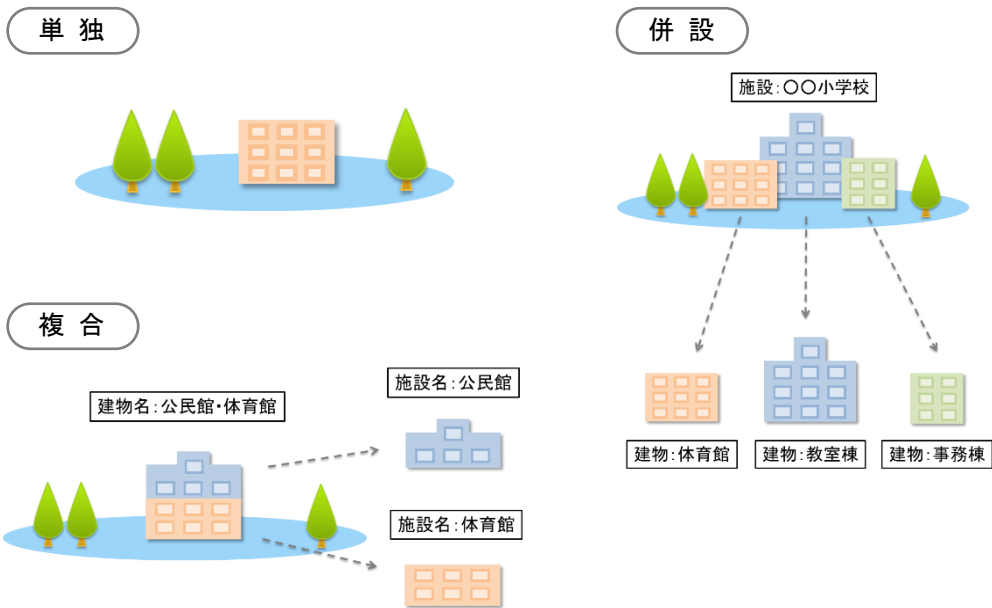 単独
併設
施設:〇〇小学校
建物:体育館
建物:教室棟
建物:事務棟
複合
建物名:公民館・体育館
施設名:公民館
施設名:体育館